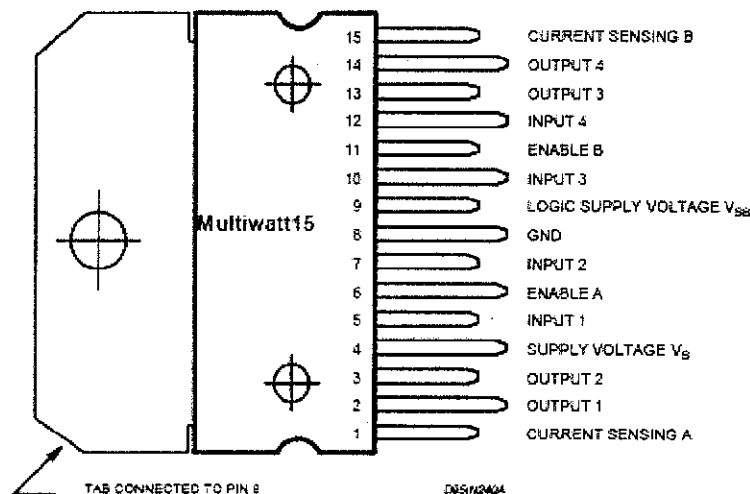 15 CURRENT SENSING B
14 OUTPUT 4
13 OUTPUT 3
12 INPUT 4
11 ENABLE B
10 INPUT 3
9 LOGIC SUPPLY VOLTAGE VSS
8 GND
Multiwatt15
7 INPUT 2
6 ENABLE A
5 INPUT 1
4 SUPPLY VOLTAGE VS
3 OUTPUT 2
2 OUTPUT 1
1 CURRENT SENSING A
TAB CONNECTED TO PIN 8